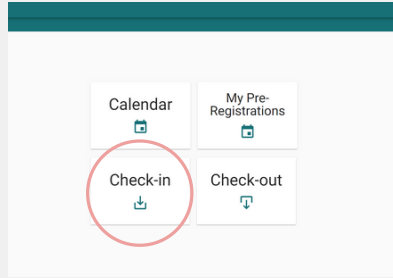 Calendar
My Pre-
Registrations
Check-in
Check-out